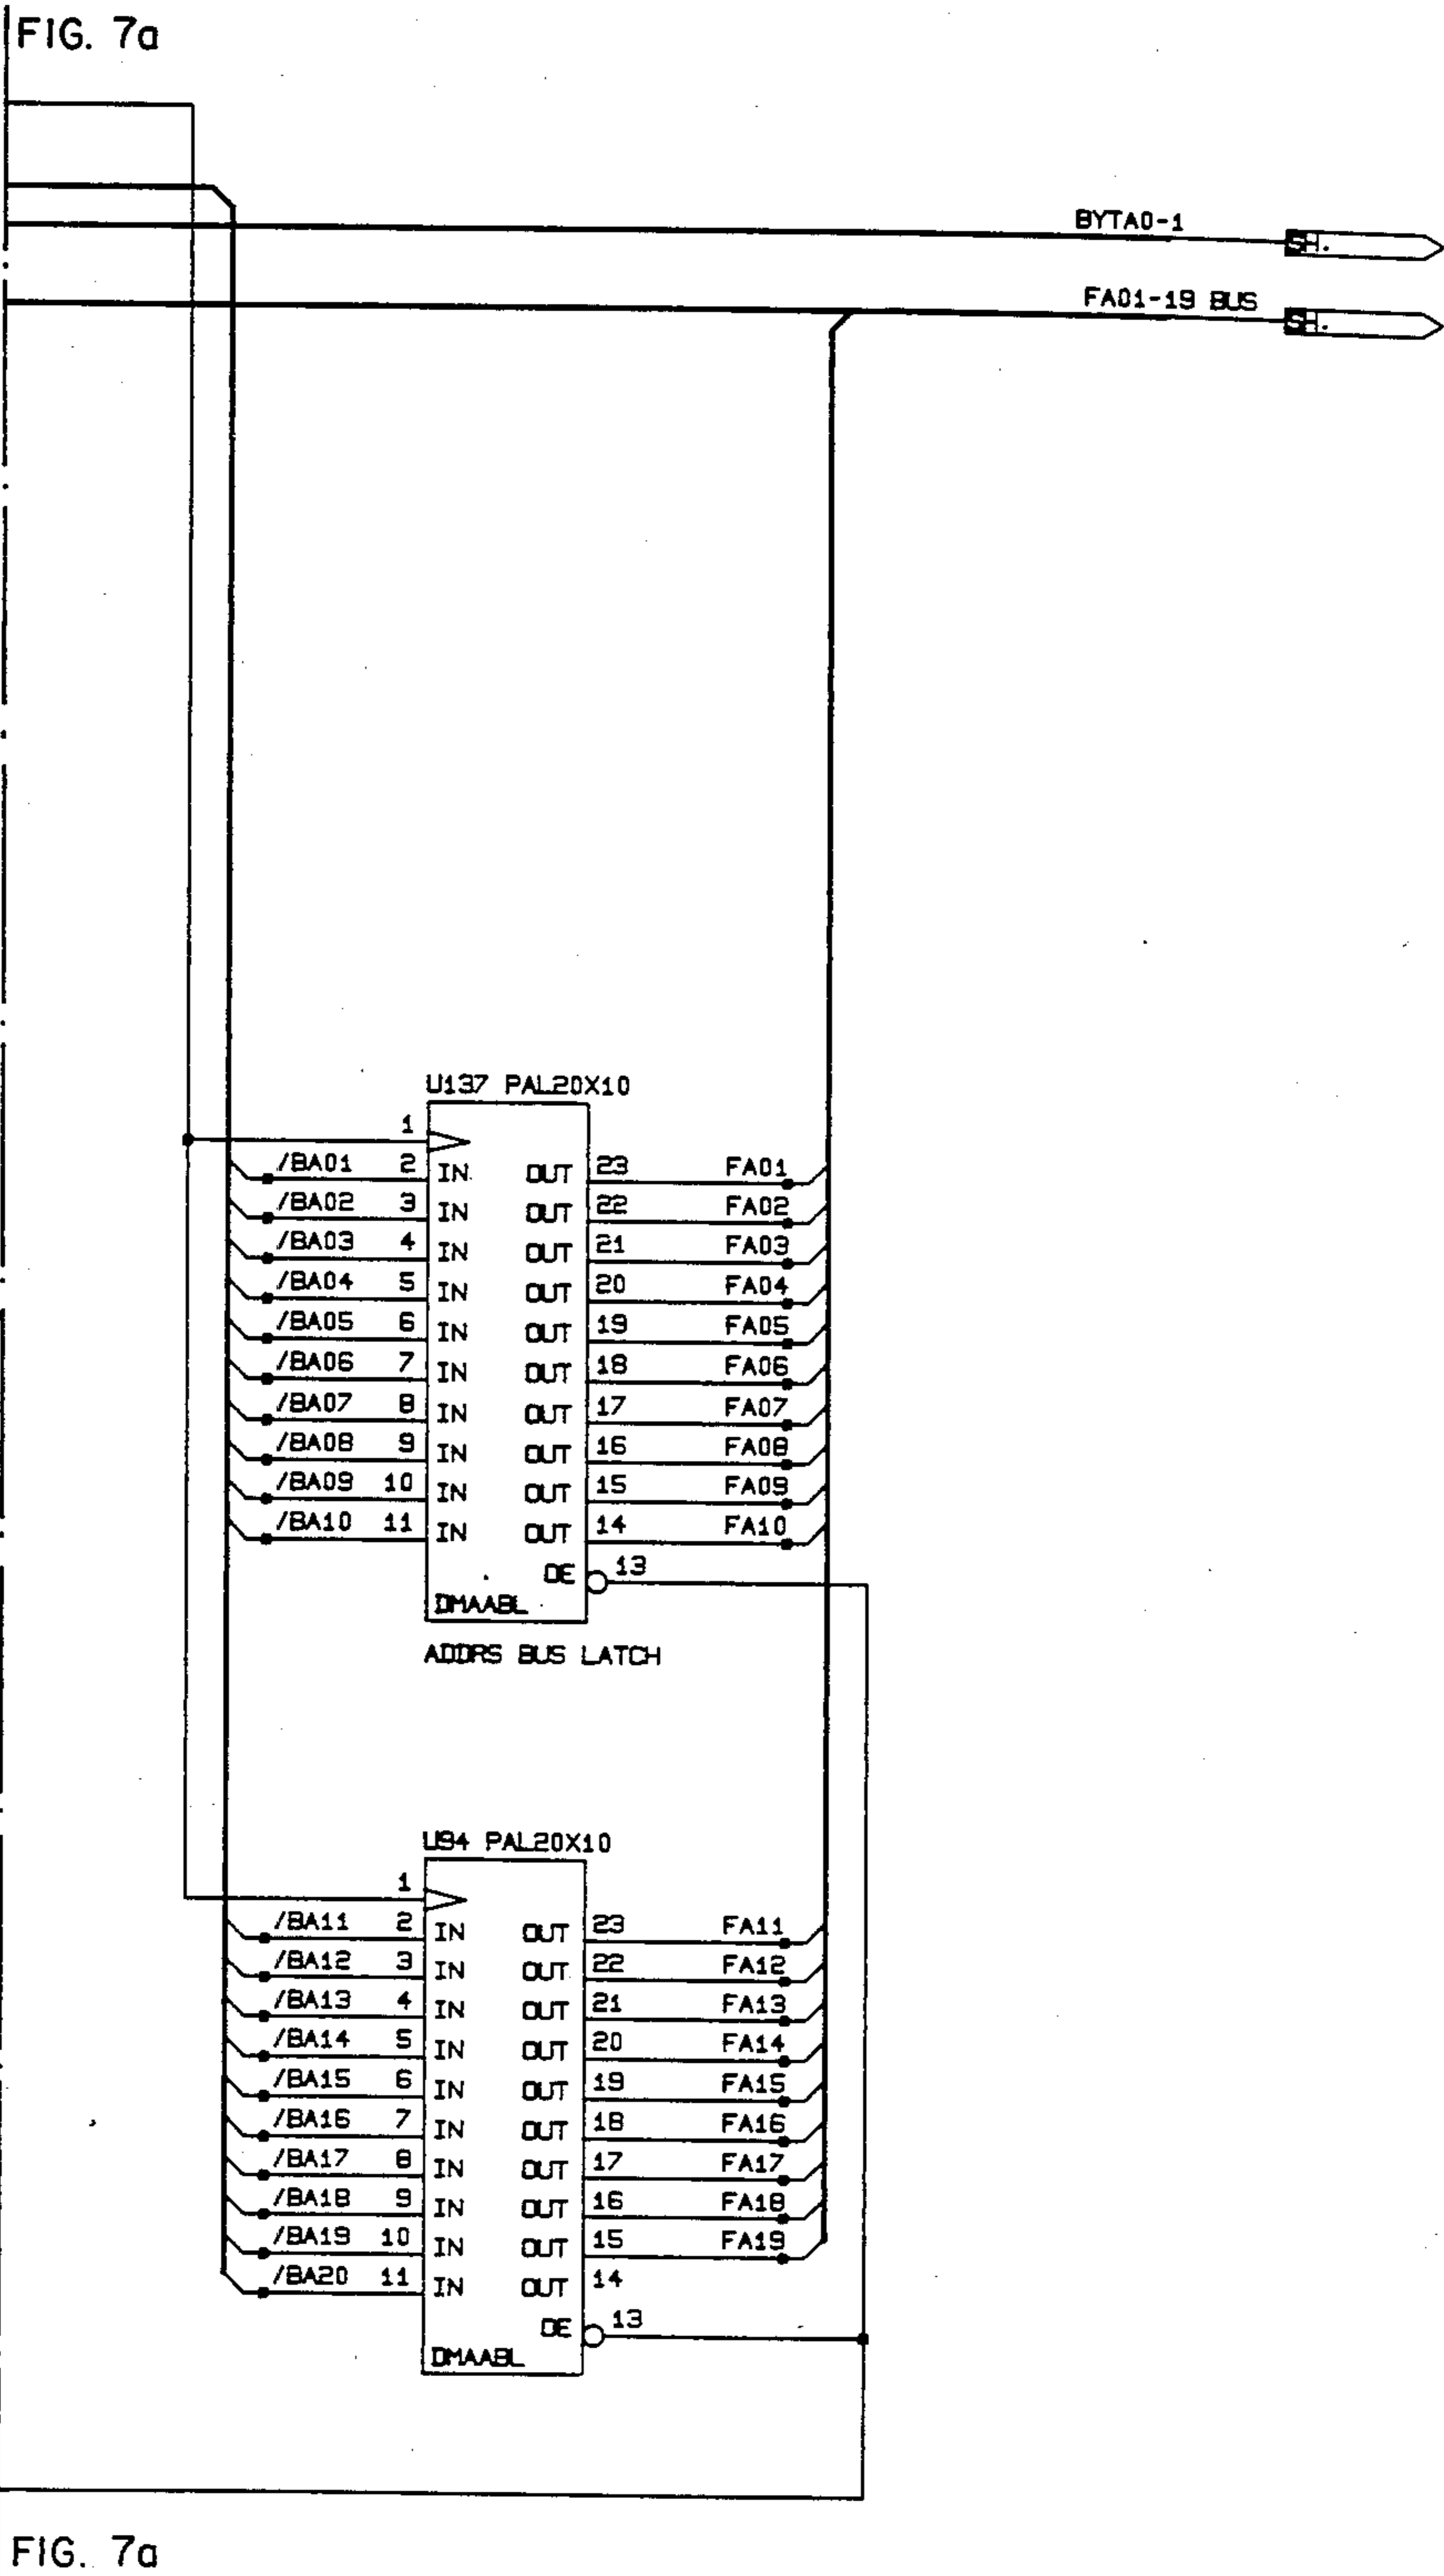 FIG. 7a
BYTA0-1
SH.
FA01-19 BUS
SH.
U137 PAL20X10
1
/BA01 2 IN OUT 23 FA01
/BA02 3 IN OUT 22 FA02
/BA03 4 IN OUT 21 FA03
/BA04 5 IN OUT 20 FA04
/BA05 6 IN OUT 19 FA05
/BA06 7 IN OUT 18 FA06
/BA07 8 IN OUT 17 FA07
/BA08 9 IN OUT 16 FA08
/BA09 10 IN OUT 15 FA09
/BA10 11 IN OUT 14 FA10
OE 13
DMAABL
ADDRS BUS LATCH
U94 PAL20X10
1
/BA11 2 IN OUT 23 FA11
/BA12 3 IN OUT 22 FA12
/BA13 4 IN OUT 21 FA13
/BA14 5 IN OUT 20 FA14
/BA15 6 IN OUT 19 FA15
/BA16 7 IN OUT 18 FA16
/BA17 8 IN OUT 17 FA17
/BA18 9 IN OUT 16 FA18
/BA19 10 IN OUT 15 FA19
/BA20 11 IN OUT 14
OE 13
DMAABL
FIG. 7a